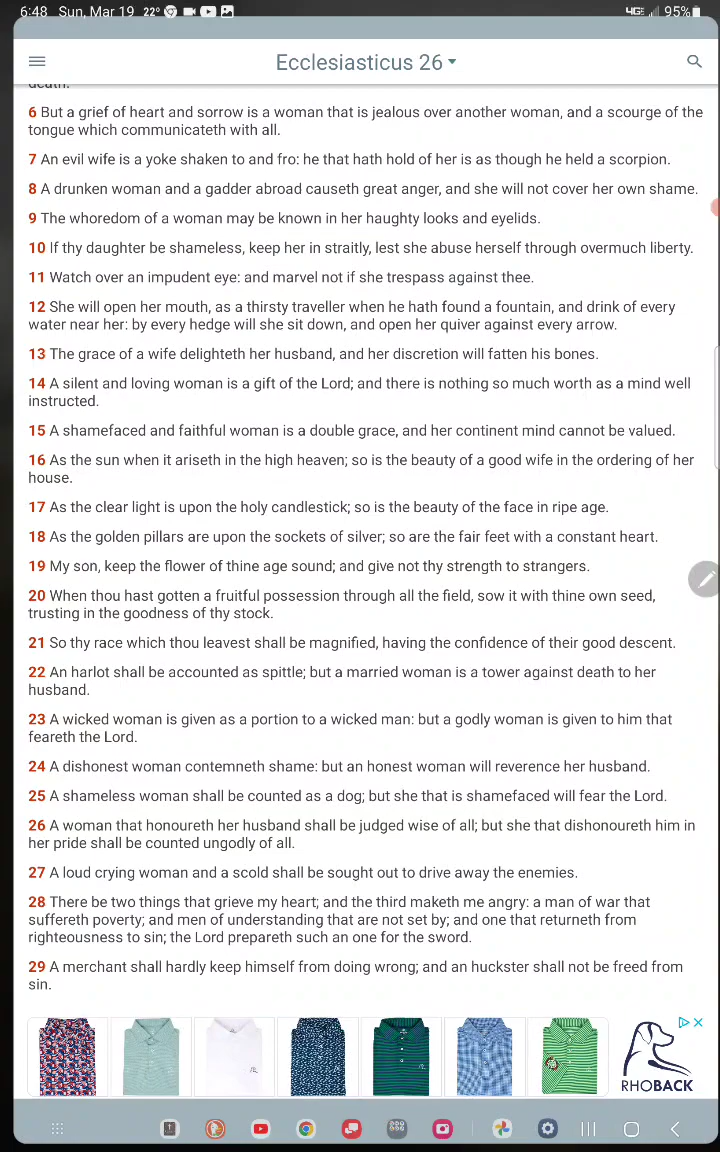 6:48 Sun, Mar 19 22°
4G 95%
Ecclesiasticus 26
death.
6 But a grief of heart and sorrow is a woman that is jealous over another woman, and a scourge of the
tongue which communicateth with all.
7 An evil wife is a yoke shaken to and fro: he that hath hold of her is as though he held a scorpion.
8 A drunken woman and a gadder abroad causeth great anger, and she will not cover her own shame.
9 The whoredom of a woman may be known in her haughty looks and eyelids.
10 If thy daughter be shameless, keep her in straitly, lest she abuse herself through overmuch liberty.
11 Watch over an impudent eye: and marvel not if she trespass against thee.
12 She will open her mouth, as a thirsty traveller when he hath found a fountain, and drink of every
water near her: by every hedge will she sit down, and open her quiver against every arrow.
13 The grace of a wife delighteth her husband, and her discretion will fatten his bones.
14 A silent and loving woman is a gift of the Lord; and there is nothing so much worth as a mind well
instructed.
15 A shamefaced and faithful woman is a double grace, and her continent mind cannot be valued.
16 As the sun when it ariseth in the high heaven; so is the beauty of a good wife in the ordering of her
house.
17 As the clear light is upon the holy candlestick; so is the beauty of the face in ripe age.
18 As the golden pillars are upon the sockets of silver; so are the fair feet with a constant heart.
19 My son, keep the flower of thine age sound; and give not thy strength to strangers.
20 When thou hast gotten a fruitful possession through all the field, sow it with thine own seed,
trusting in the goodness of thy stock.
21 So thy race which thou leavest shall be magnified, having the confidence of their good descent.
22 An harlot shall be accounted as spittle; but a married woman is a tower against death to her
husband.
23 A wicked woman is given as a portion to a wicked man: but a godly woman is given to him that
feareth the Lord.
24 A dishonest woman contemneth shame: but an honest woman will reverence her husband.
25 A shameless woman shall be counted as a dog; but she that is shamefaced will fear the Lord.
26 A woman that honoureth her husband shall be judged wise of all; but she that dishonoureth him in
her pride shall be counted ungodly of all.
27 A loud crying woman and a scold shall be sought out to drive away the enemies.
28 There be two things that grieve my heart; and the third maketh me angry: a man of war that
suffereth poverty; and men of understanding that are not set by; and one that returneth from
righteousness to sin; the Lord prepareth such an one for the sword.
29 A merchant shall hardly keep himself from doing wrong; and an huckster shall not be freed from
sin.
RHOBACK